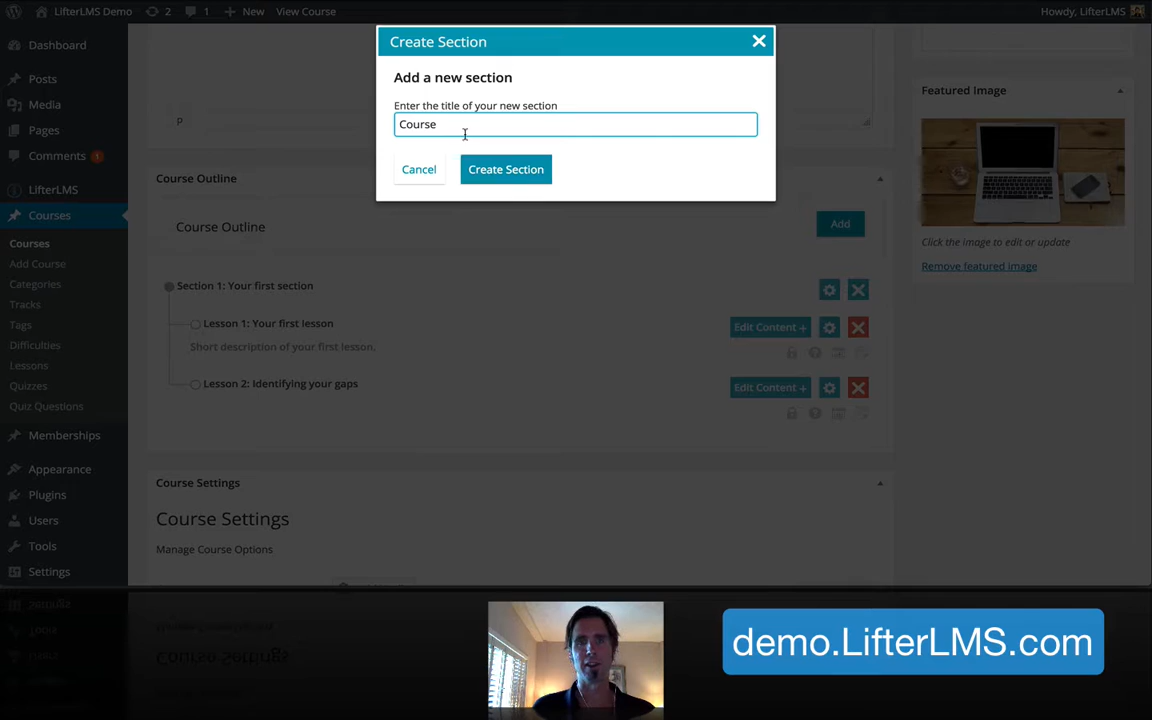 LifterLMS Demo 2 1 New View Course Howdy, LifterLMS
Dashboard
Posts
Media
Pages
Comments 1
LifterLMS
Courses
Courses
Add Course
Categories
Tracks
Tags
Difficulties
Lessons
Quizzes
Quiz Questions
Memberships
Appearance
Plugins
Users
Tools
Settings
Create Section
Add a new section
Enter the title of your new section
Course
Cancel Create Section
P
Course Outline
Course Outline Add
Section 1: Your first section
Lesson 1: Your first lesson Edit Content +
Short description of your first lesson.
Lesson 2: Identifying your gaps Edit Content +
Course Settings
Course Settings
Manage Course Options
Featured Image
Click the image to edit or update
Remove featured image
demo.LifterLMS.com